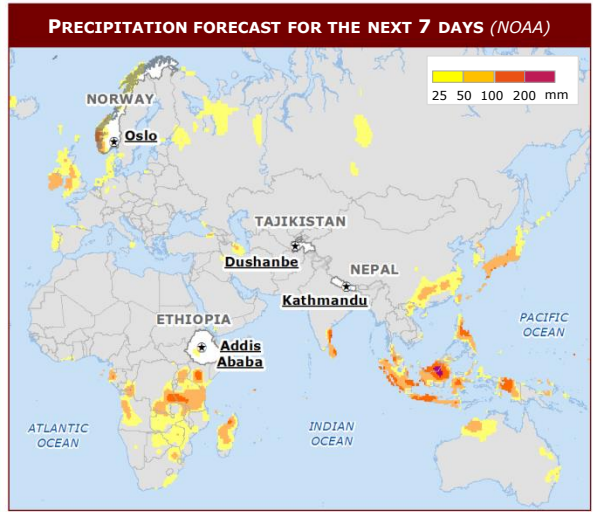 PRECIPITATION FORECAST FOR THE NEXT 7 DAYS (NOAA)
25 50 100 200 mm
NORWAY
Oslo
TAJIKISTAN
Dushanbe
NEPAL
Kathmandu
ETHIOPIA
Addis
Ababa
PACIFIC
OCEAN
ATLANTIC
OCEAN
INDIAN
OCEAN